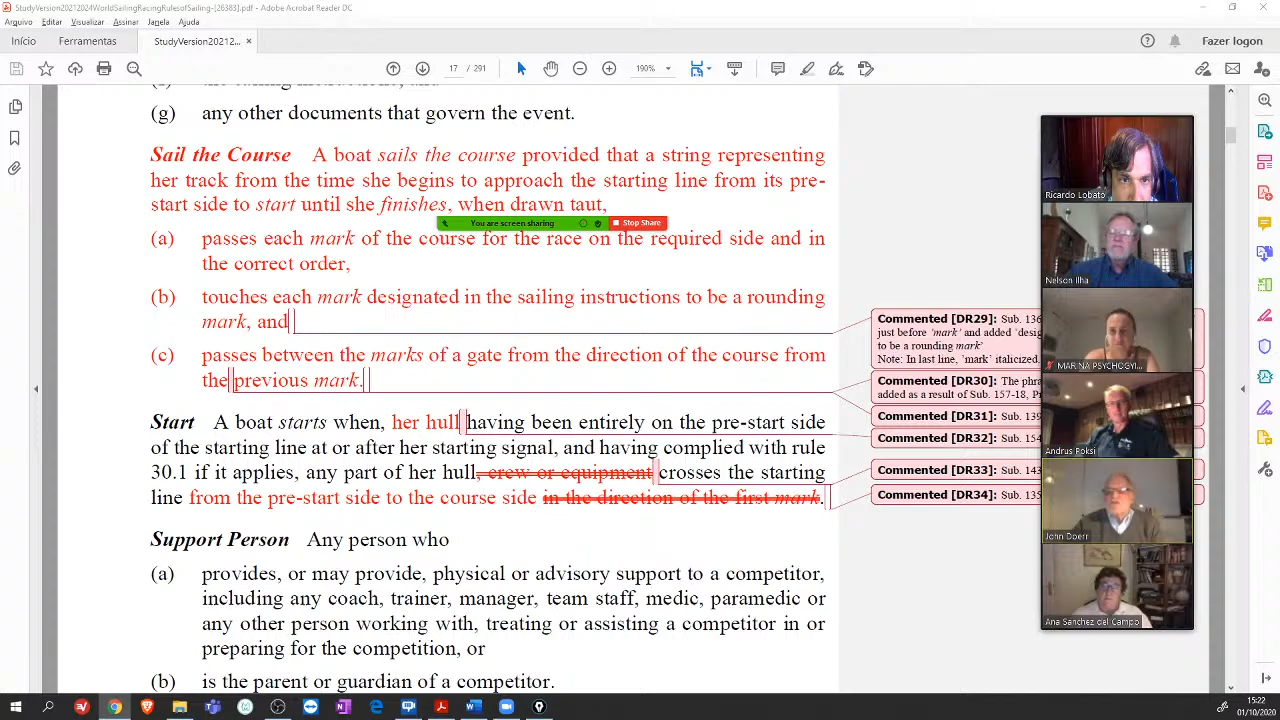 StudyVersion20212024WorldSailingRacingRulesofSailing-[26383].pdf - Adobe Acrobat Reader DC
Arquivo Editar Visualizar Assinar Janela Ajuda
Início Ferramentas StudyVersion20212... × Fazer logon
17 / 291 190%
(g) any other documents that govern the event.
Sail the Course A boat sails the course provided that a string representing
her track from the time she begins to approach the starting line from its pre-
start side to start until she finishes, when drawn taut,
You are screen sharing Stop Share
(a) passes each mark of the course for the race on the required side and in
the correct order,
(b) touches each mark designated in the sailing instructions to be a rounding
mark, and
(c) passes between the marks of a gate from the direction of the course from
the previous mark.
Start A boat starts when, her hull having been entirely on the pre-start side
of the starting line at or after her starting signal, and having complied with rule
30.1 if it applies, any part of her hull, crew or equipment crosses the starting
line from the pre-start side to the course side in the direction of the first mark.
Support Person Any person who
(a) provides, or may provide, physical or advisory support to a competitor,
including any coach, trainer, manager, team staff, medic, paramedic or
any other person working with, treating or assisting a competitor in or
preparing for the competition, or
(b) is the parent or guardian of a competitor.
Commented [DR29]: Sub. 136
just before 'mark' and added 'desig
to be a rounding mark'
Note: In last line, 'mark' italicized
Commented [DR30]: The phra
added as a result of Sub. 157-18, P
Commented [DR31]: Sub. 139
Commented [DR32]: Sub. 154
Commented [DR33]: Sub. 143
Commented [DR34]: Sub. 135
Ricardo Lobato
Nelson Ilha
MARINA PSYCHOGYI...
John Doerr
Ana Sanchez del Campo
15:22
01/10/2020